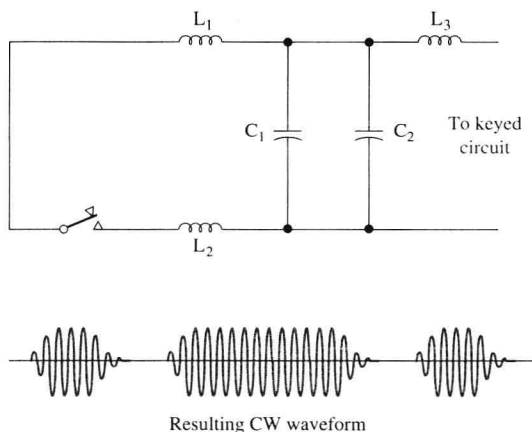 L₁
L₃
C₁
C₂
To keyed
circuit
L₂
Resulting CW waveform